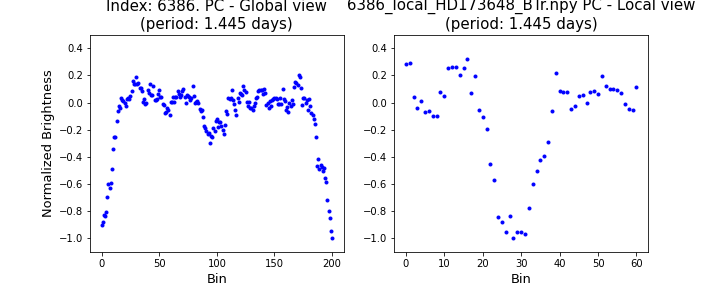 Index: 6386. PC - Global view
(period: 1.445 days)
6386_local_HD173648_BTr.npy PC - Local view
(period: 1.445 days)
Normalized Brightness
0.4
0.2
0.0
−0.2
−0.4
−0.6
−0.8
−1.0
0 50 100 150 200
Bin
0.4
0.2
0.0
−0.2
−0.4
−0.6
−0.8
−1.0
0 10 20 30 40 50 60
Bin